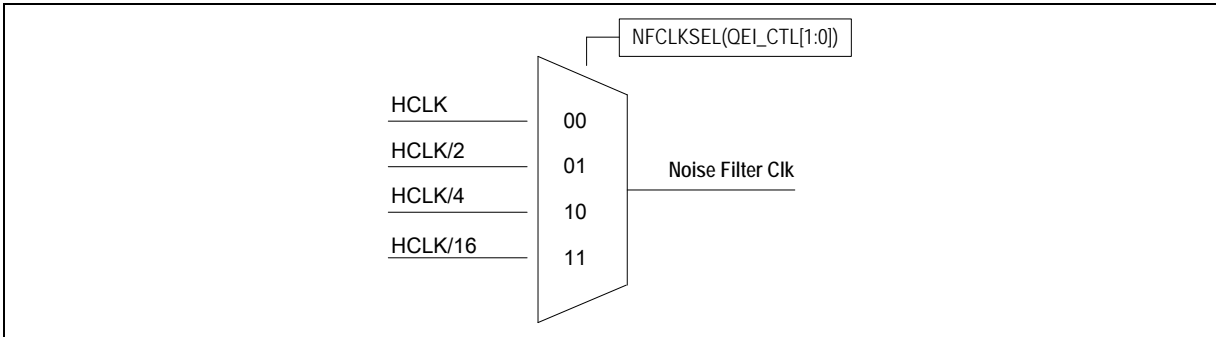 NFCLKSEL(QEI_CTL[1:0])
HCLK
00
HCLK/2
01
Noise Filter Clk
HCLK/4
10
HCLK/16
11